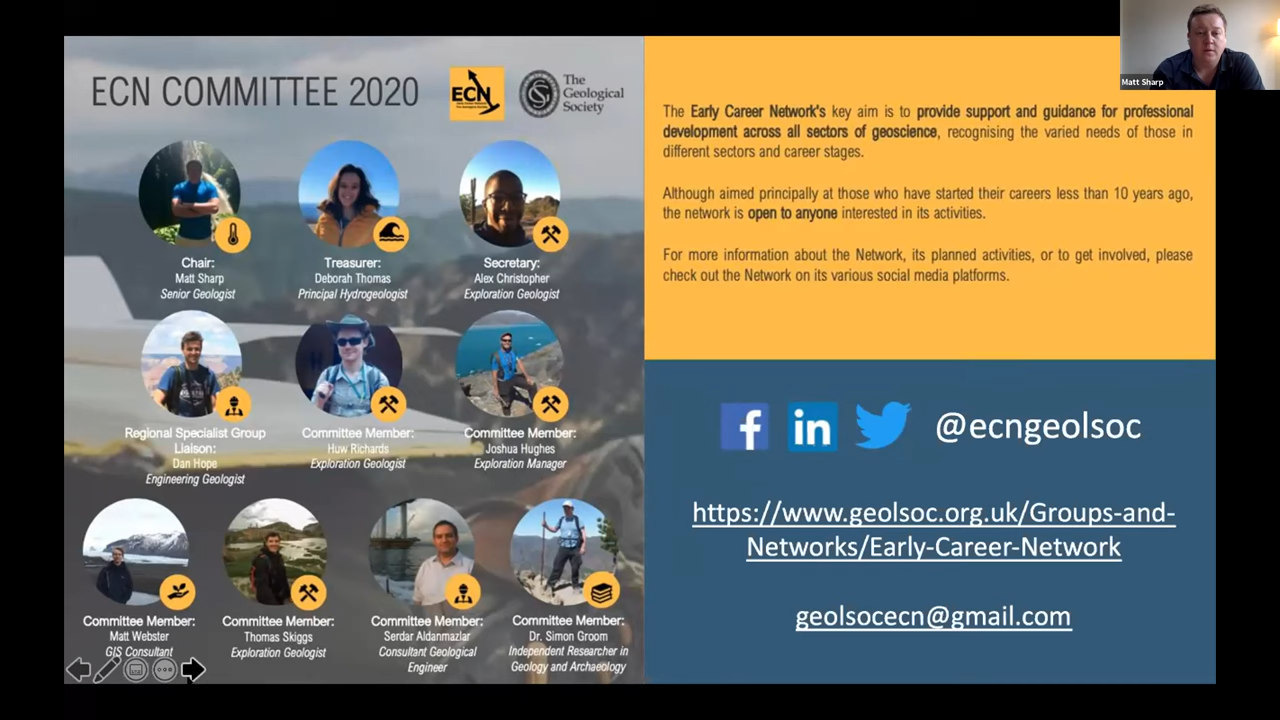 ECN COMMITTEE 2020
ECN
The
Geological
Society
Matt Sharp
Chair:
Matt Sharp
Senior Geologist
Treasurer:
Deborah Thomas
Principal Hydrogeologist
Secretary:
Alex Christopher
Exploration Geologist
Regional Specialist Group
Liaison:
Dan Hope
Engineering Geologist
Committee Member:
Huw Richards
Exploration Geologist
Committee Member:
Joshua Hughes
Exploration Manager
Committee Member:
Matt Webster
GIS Consultant
Committee Member:
Thomas Skiggs
Exploration Geologist
Committee Member:
Serdar Aldanmazlar
Consultant Geological
Engineer
Committee Member:
Dr. Simon Groom
Independent Researcher in
Geology and Archaeology
The Early Career Network's key aim is to provide support and guidance for professional
development across all sectors of geoscience, recognising the varied needs of those in
different sectors and career stages.
Although aimed principally at those who have started their careers less than 10 years ago,
the network is open to anyone interested in its activities.
For more information about the Network, its planned activities, or to get involved, please
check out the Network on its various social media platforms.
f
in
@ecngeolsoc
https://www.geolsoc.org.uk/Groups-and-
Networks/Early-Career-Network
geolsocecn@gmail.com